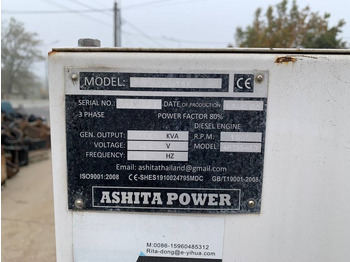 MODEL: CE
SERIAL NO.: DATE OF PRODUCTION
3 PHASE POWER FACTOR 80%
DIESEL ENGINE
GEN. OUTPUT: KVA R.P.M.
VOLTAGE: V
FREQUENCY: HZ
Email: ashitathailand@gmail.com
ISO9001:2008 CE-SHES1910024795MDC GB/T19001-2008
ASHITA POWER
M:0086-15960485312
Rita-dong@e-yihua.com